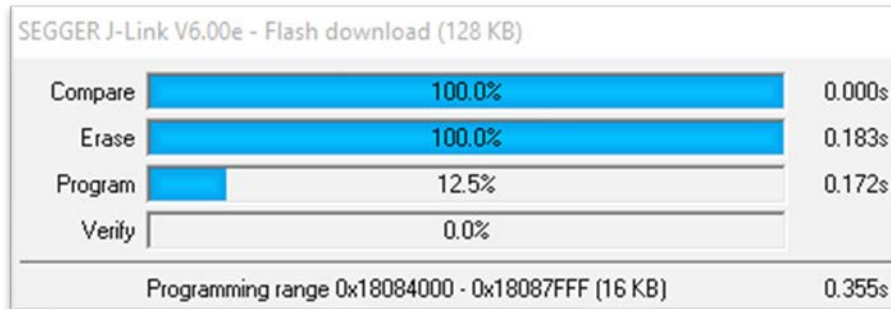 SEGGER J-Link V6.00e - Flash download (128 KB)
Compare 100.0% 0.000s
Erase 100.0% 0.183s
Program 12.5% 0.172s
Verify 0.0%
Programming range 0x18084000 - 0x18087FFF (16 KB) 0.355s